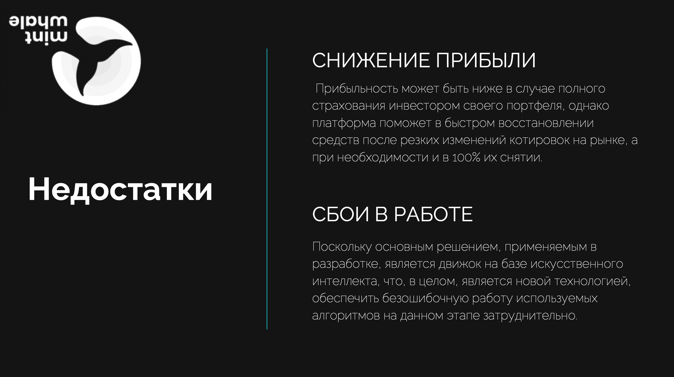 mint
whale
Недостатки
СНИЖЕНИЕ ПРИБЫЛИ
Прибыльность может быть ниже в случае полного
страхования инвестором своего портфеля, однако
платформа поможет в быстром восстановлении
средств после резких изменений котировок на рынке, а
при необходимости и в 100% их снятии.
СБОИ В РАБОТЕ
Поскольку основным решением, применяемым в
разработке, является движок на базе искусственного
интеллекта, что, в целом, является новой технологией,
обеспечить безошибочную работу используемых
алгоритмов на данном этапе затруднительно.